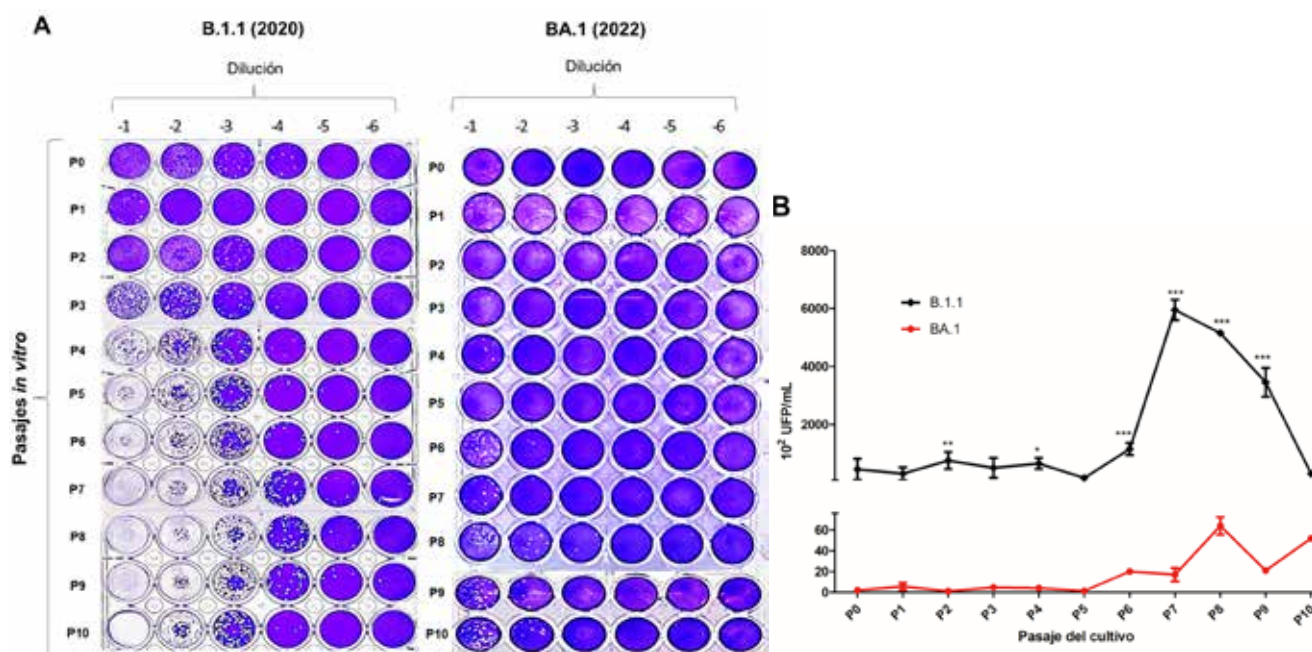 A
B.1.1 (2020)
BA.1 (2022)
Dilución
Dilución
-1 -2 -3 -4 -5 -6
-1 -2 -3 -4 -5 -6
Pasajes in vitro
P0
P1
P2
P3
P4
P5
P6
P7
P8
P9
P10
P0
P1
P2
P3
P4
P5
P6
P7
P8
P9
P10
B
8000
6000
4000
2000
60
40
20
0
10² UFP/mL
B.1.1
BA.1
** * *** *** *** ***
P0 P1 P2 P3 P4 P5 P6 P7 P8 P9 P10
Pasaje del cultivo